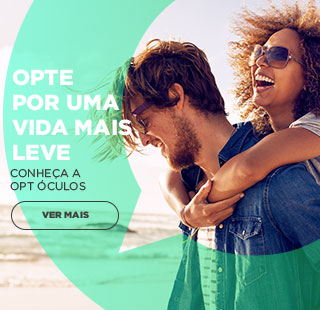 OPTE
POR UMA
VIDA MAIS
LEVE
CONHEÇA A
OPT ÓCULOS
VER MAIS